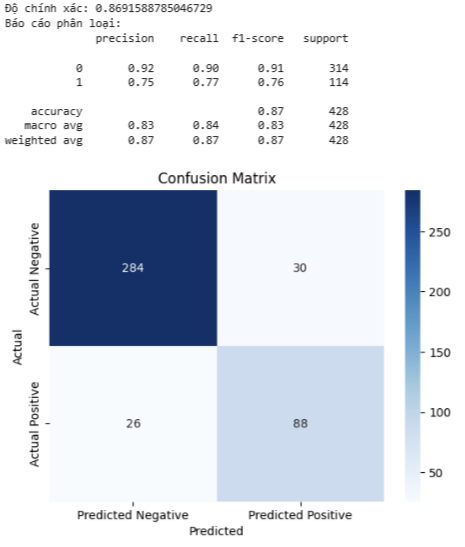 Độ chính xác: 0.8691588785046729
Báo cáo phân loại:
precision recall f1-score support
0 0.92 0.90 0.91 314
1 0.75 0.77 0.76 114
accuracy 0.87 428
macro avg 0.83 0.84 0.83 428
weighted avg 0.87 0.87 0.87 428
Confusion Matrix
Actual Negative
284
30
Actual
Actual Positive
26
88
250
200
150
100
50
Predicted Negative
Predicted Positive
Predicted